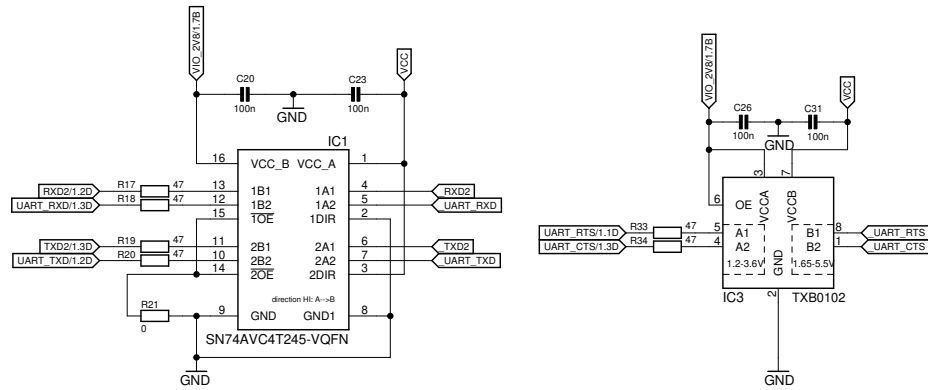 VIO_2V8/1.7B
VCC
C20
C23
100n
100n
GND
IC1
16
VCC_B
VCC_A
1
RXD2/1.2D
R17
47
13
1B1
1A1
4
RXD2
UART_RXD/1.3D
R18
47
12
1B2
1A2
5
UART_RXD
15
1OE
1DIR
2
TXD2/1.3D
R19
47
11
2B1
2A1
6
TXD2
UART_TXD/1.2D
R20
47
10
2B2
2A2
7
UART_TXD
14
2OE
2DIR
3
direction HI: A-->B
R21
0
9
GND
GND1
8
SN74AVC4T245-VQFN
GND
VIO_2V8/1.7B
VCC
C26
C31
100n
100n
GND
3
7
6
OE
VCCA
VCCB
UART_RTS/1.1D
R33
47
5
A1
B1
8
UART_RTS
UART_CTS/1.3D
R34
47
4
A2
B2
1
UART_CTS
1.2-3.6V
GND
1.65-5.5V
IC3
2
TXB0102
GND